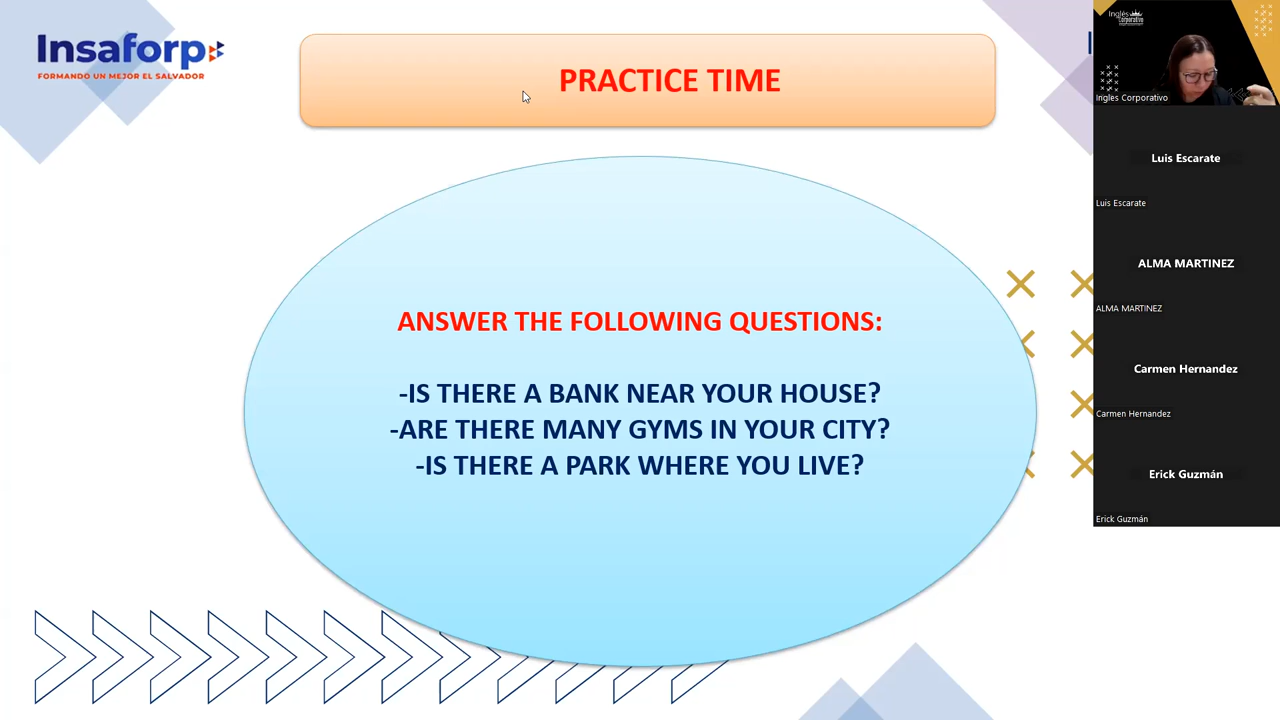 Insaforp
FORMANDO UN MEJOR EL SALVADOR
PRACTICE TIME
ANSWER THE FOLLOWING QUESTIONS:
-IS THERE A BANK NEAR YOUR HOUSE?
-ARE THERE MANY GYMS IN YOUR CITY?
-IS THERE A PARK WHERE YOU LIVE?
Inglés
Corporativo
Ingles Corporativo
Luis Escarate
Luis Escarate
ALMA MARTINEZ
ALMA MARTINEZ
Carmen Hernandez
Carmen Hernandez
Erick Guzmán
Erick Guzmán